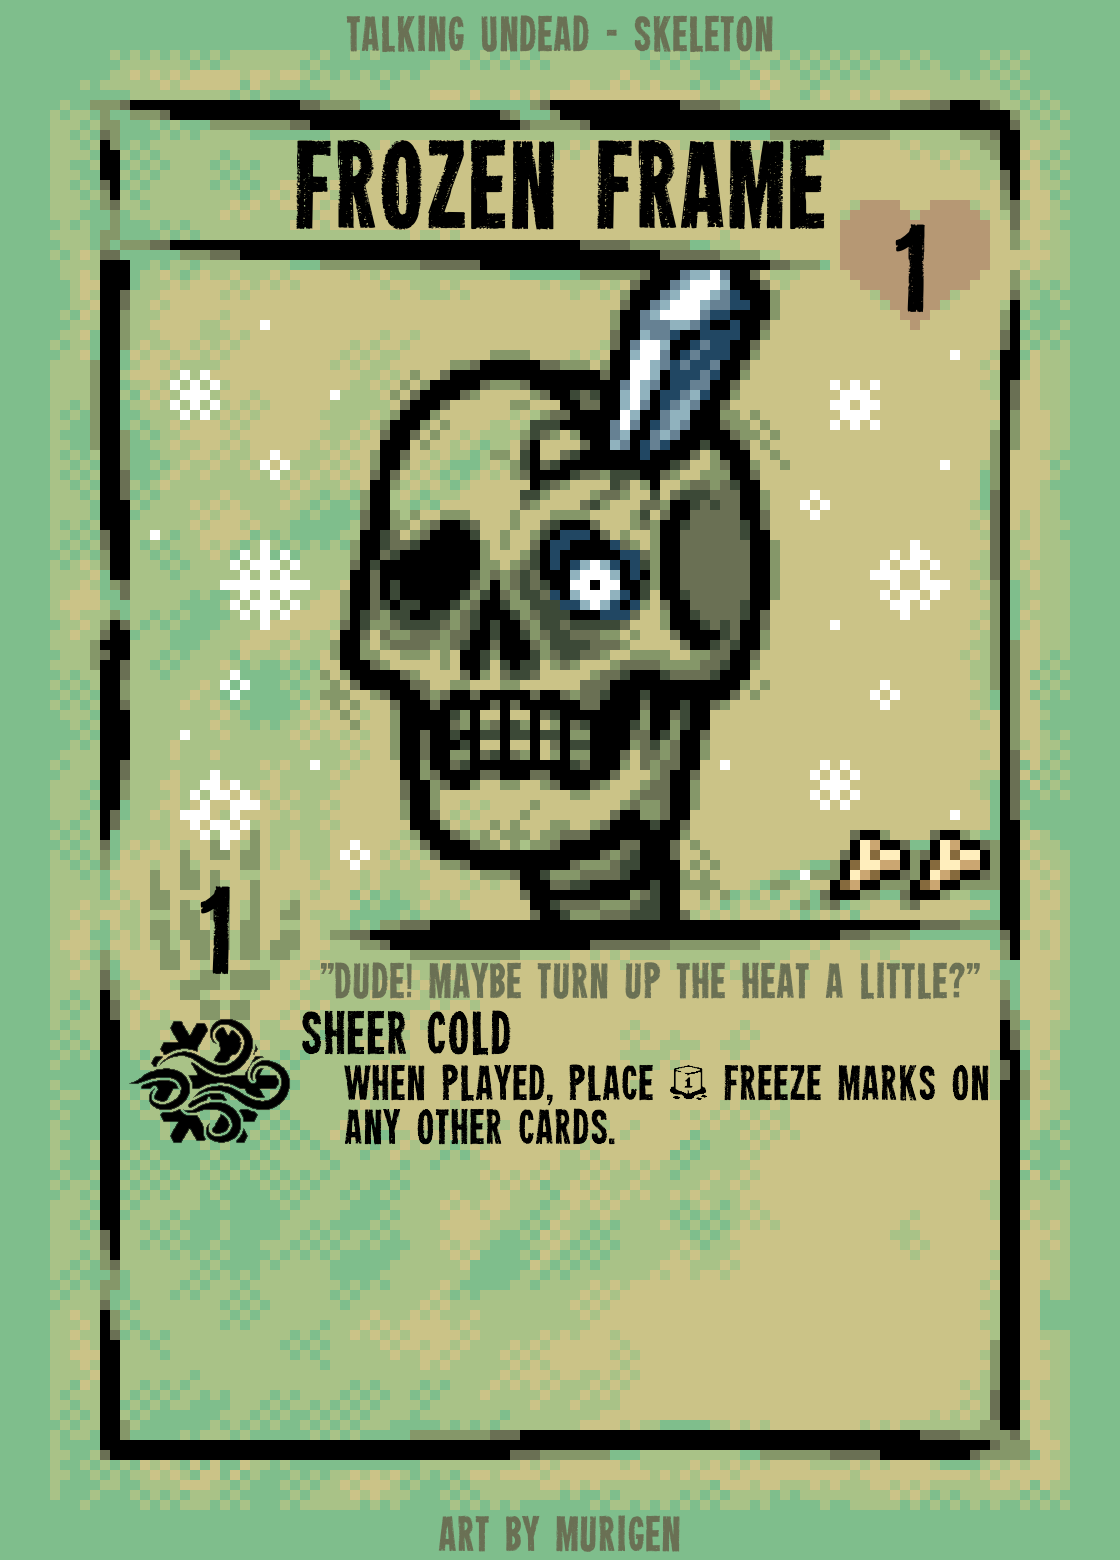 TALKING UNDEAD - SKELETON
FROZEN FRAME
1
1
"DUDE! MAYBE TURN UP THE HEAT A LITTLE?"
SHEER COLD
WHEN PLAYED, PLACE 1 FREEZE MARKS ON
ANY OTHER CARDS.
ART BY MURIGEN